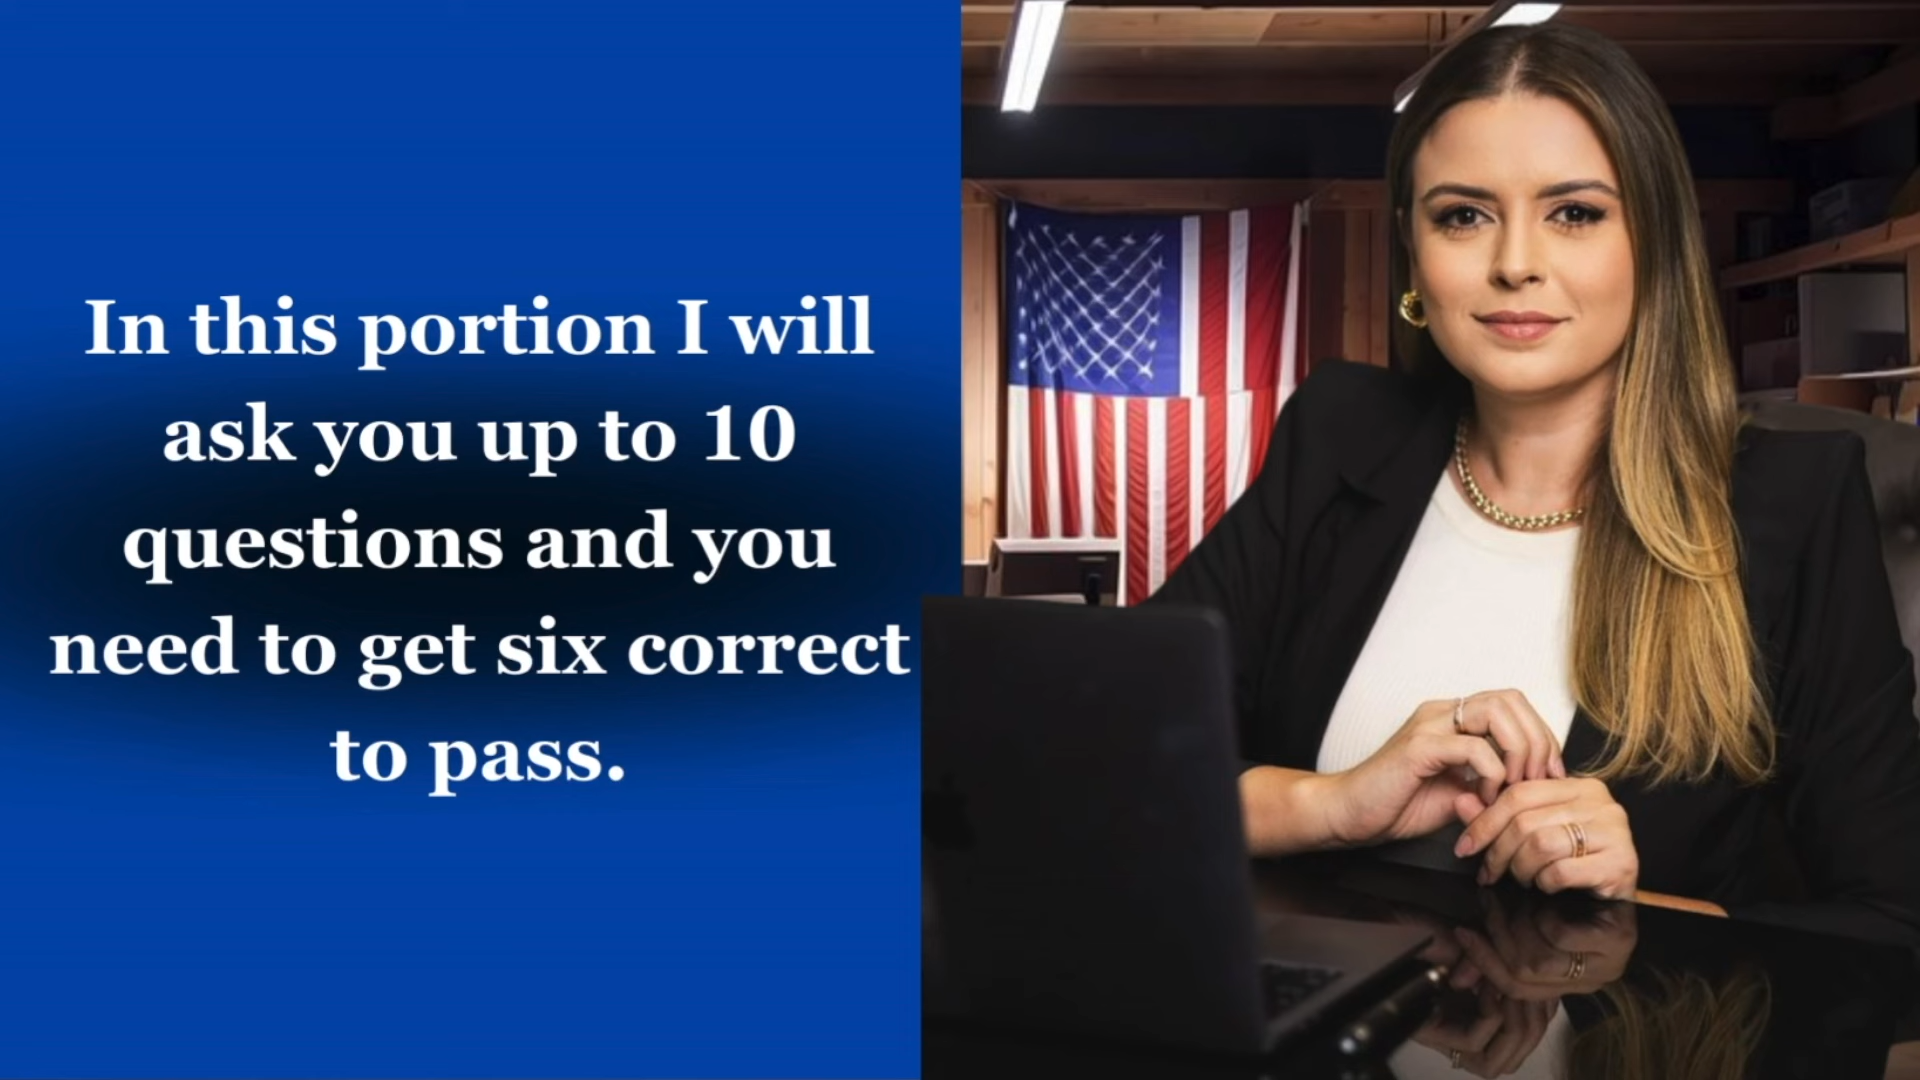 In this portion I will
ask you up to 10
questions and you
need to get six correct
to pass.